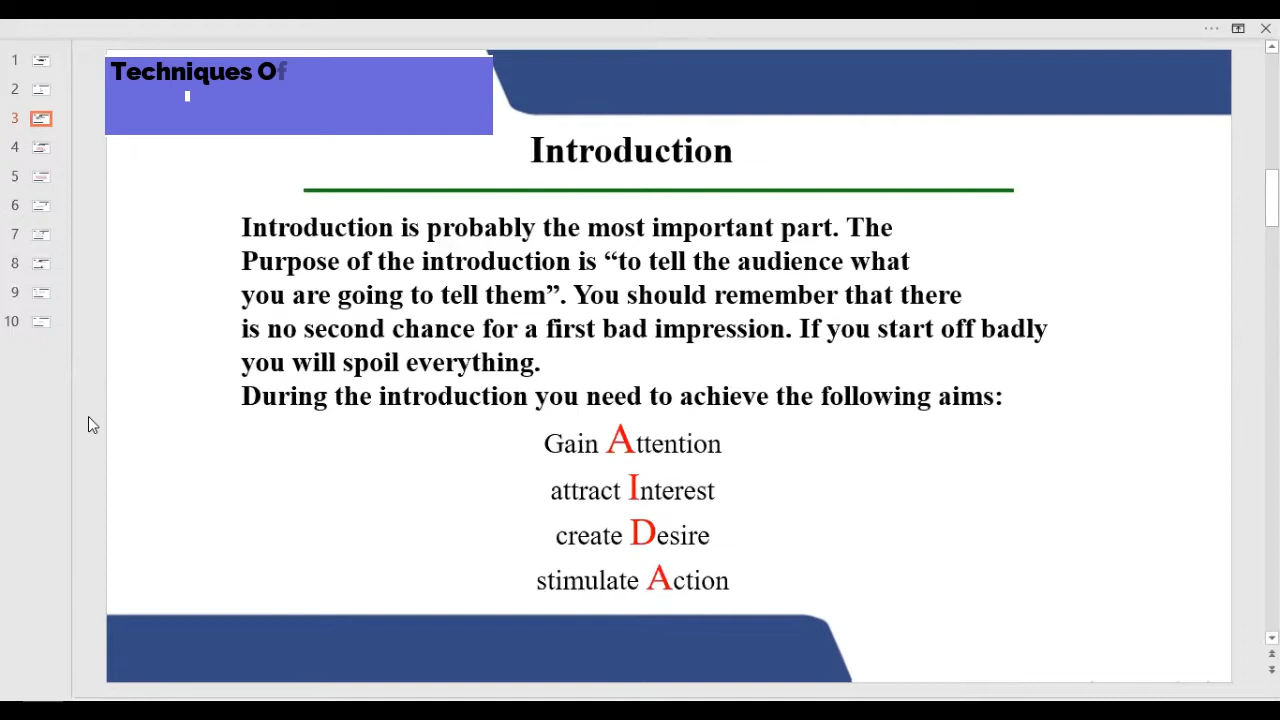 Techniques Of
1
2
3
4
5
6
7
8
9
10
Introduction
Introduction is probably the most important part. The
Purpose of the introduction is “to tell the audience what
you are going to tell them”. You should remember that there
is no second chance for a first bad impression. If you start off badly
you will spoil everything.
During the introduction you need to achieve the following aims:
Gain Attention
attract Interest
create Desire
stimulate Action